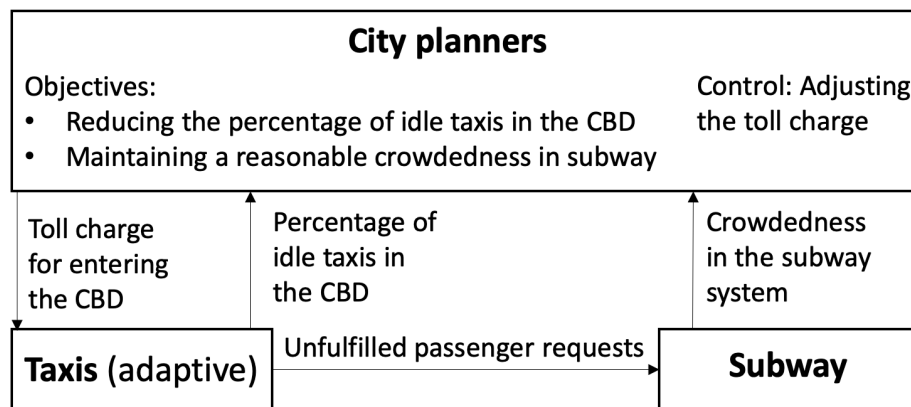 City planners
Objectives:
• Reducing the percentage of idle taxis in the CBD
• Maintaining a reasonable crowdedness in subway
Control: Adjusting
the toll charge
Toll charge
for entering
the CBD
Percentage of
idle taxis in
the CBD
Crowdedness
in the subway
system
Taxis (adaptive)
Unfulfilled passenger requests
Subway